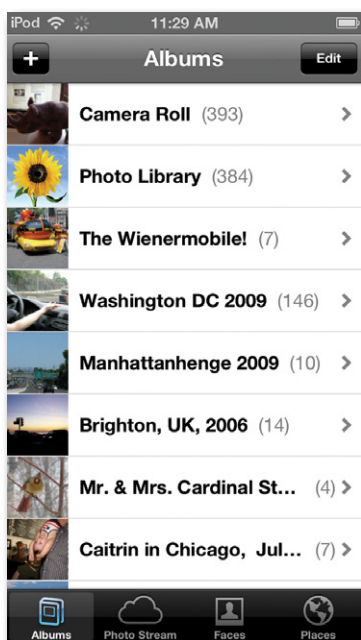 iPod 11:29 AM
+ Albums Edit
Camera Roll (393)
Photo Library (384)
The Wienermobile! (7)
Washington DC 2009 (146)
Manhattanhenge 2009 (10)
Brighton, UK, 2006 (14)
Mr. & Mrs. Cardinal St... (4)
Caitrin in Chicago, Jul... (7)
Albums Photo Stream Faces Places